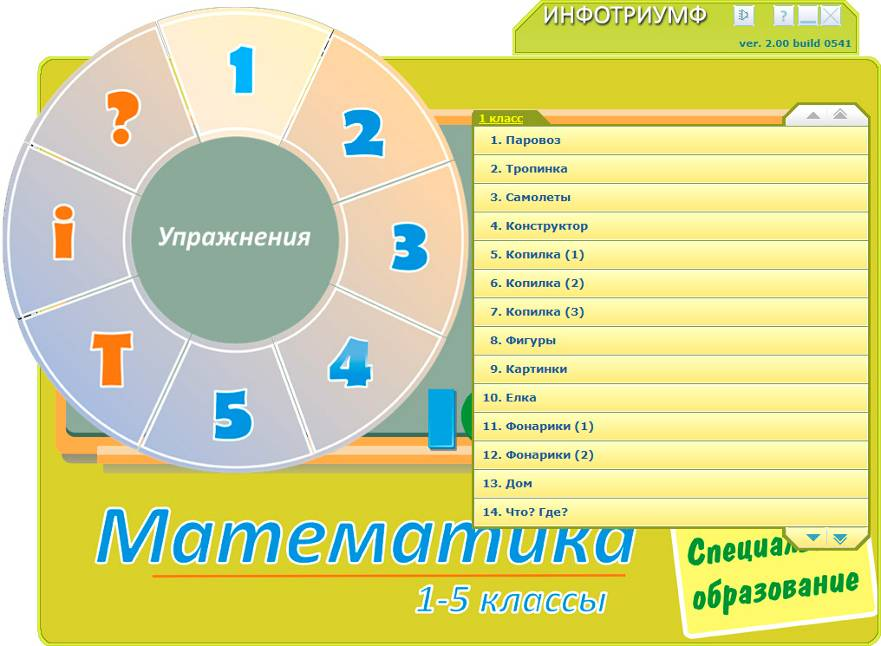 ИНФОТРИУМФ
?
ver. 2.00 build 0541
1
2
3
4
5
Т
i
?
Упражнения
1 класс
1. Паровоз
2. Тропинка
3. Самолеты
4. Конструктор
5. Копилка (1)
6. Копилка (2)
7. Копилка (3)
8. Фигуры
9. Картинки
10. Елка
11. Фонарики (1)
12. Фонарики (2)
13. Дом
14. Что? Где?
Математика
1-5 классы
образование